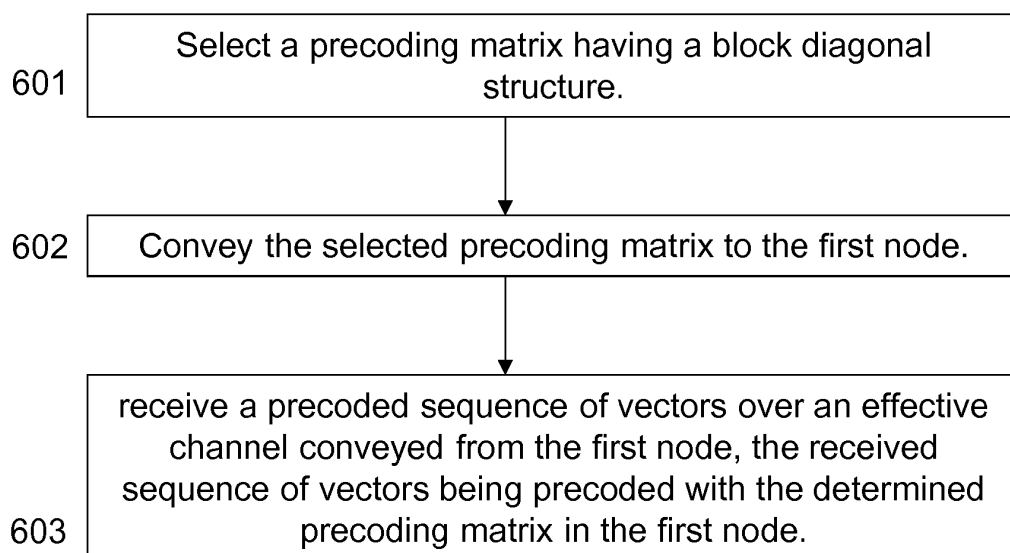 601
Select a precoding matrix having a block diagonal
structure.
602
Convey the selected precoding matrix to the first node.
receive a precoded sequence of vectors over an effective
channel conveyed from the first node, the received
sequence of vectors being precoded with the determined
603
precoding matrix in the first node.